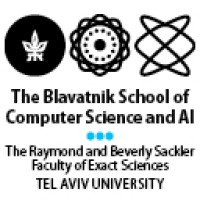 The Blavatnik School of
Computer Science and AI
The Raymond and Beverly Sackler
Faculty of Exact Sciences
TEL AVIV UNIVERSITY